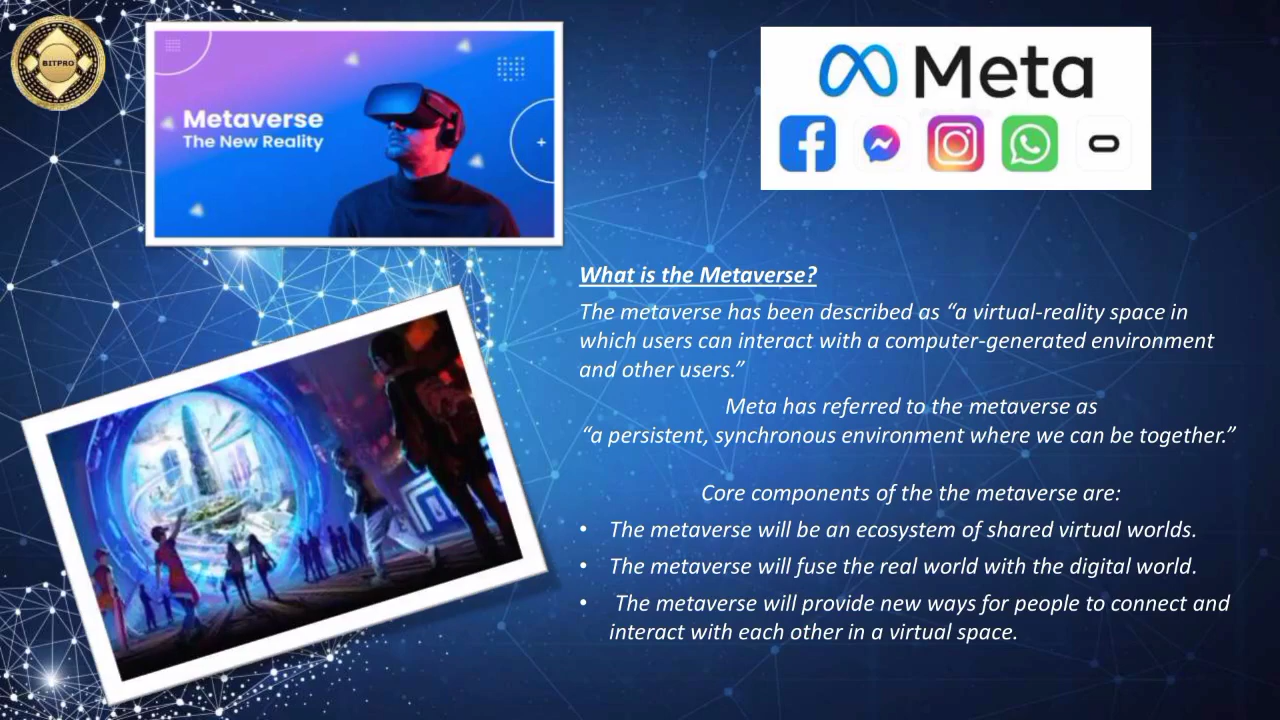 BITPRO
Metaverse
The New Reality
Meta
What is the Metaverse?
The metaverse has been described as “a virtual-reality space in
which users can interact with a computer-generated environment
and other users.”
Meta has referred to the metaverse as
“a persistent, synchronous environment where we can be together.”
Core components of the the metaverse are:
• The metaverse will be an ecosystem of shared virtual worlds.
• The metaverse will fuse the real world with the digital world.
• The metaverse will provide new ways for people to connect and
interact with each other in a virtual space.